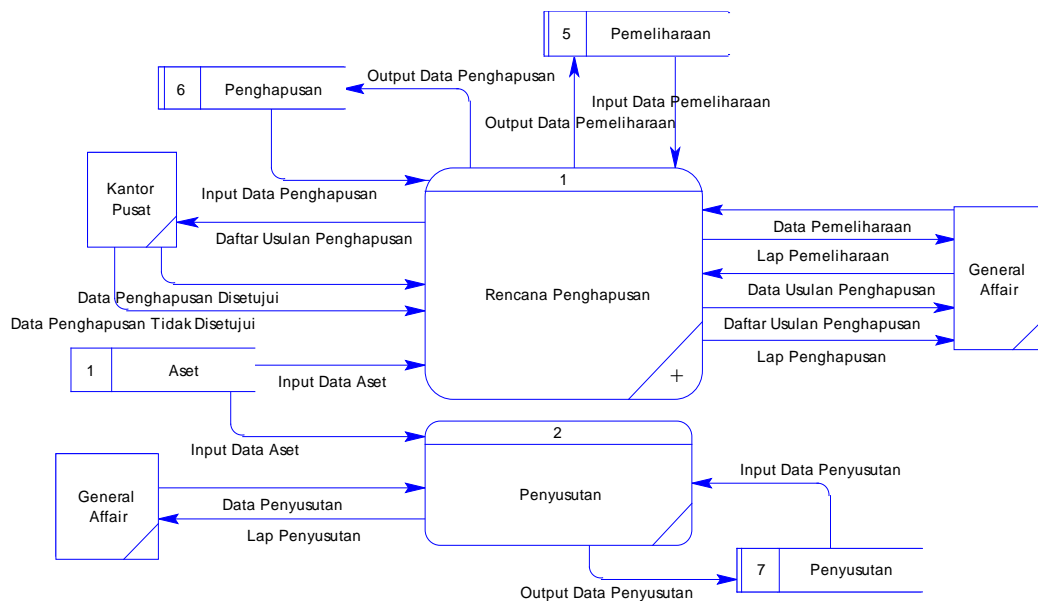 5 Pemeliharaan
6 Penghapusan
Output Data Penghapusan
Input Data Pemeliharaan
Output Data Pemeliharaan
Kantor
Pusat
Input Data Penghapusan
1
Daftar Usulan Penghapusan
Data Pemeliharaan
Lap Pemeliharaan
General
Affair
Rencana Penghapusan
Data Penghapusan Disetujui
Data Usulan Penghapusan
Data Penghapusan Tidak Disetujui
Daftar Usulan Penghapusan
Lap Penghapusan
1 Aset
Input Data Aset
+
2
Input Data Aset
Input Data Penyusutan
General
Affair
Penyusutan
Data Penyusutan
Lap Penyusutan
7 Penyusutan
Output Data Penyusutan